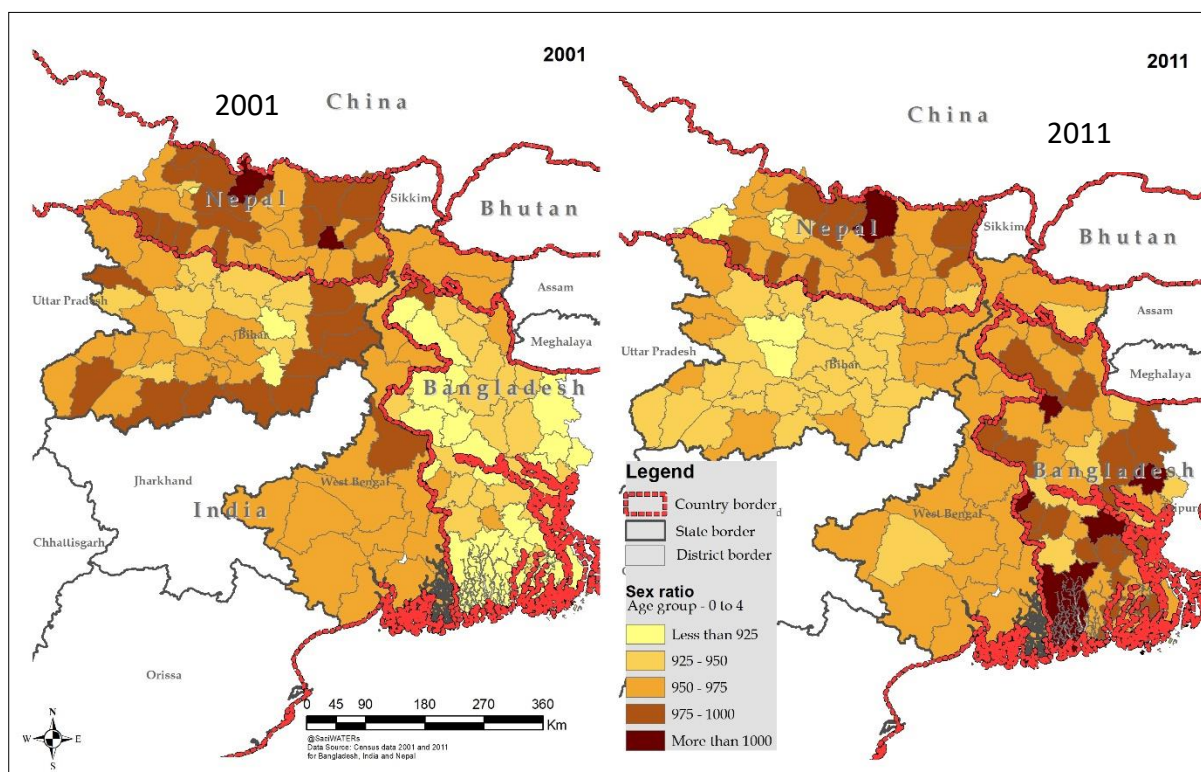 2001
2001
China
Nepal
Sikkim
Bhutan
Uttar Pradesh
Assam
Bihar
Meghalaya
Bangladesh
Jharkhand
West Bengal
India
Chhattisgarh
Orissa
N
W E
S
0 45 90 180 270 360
Km
@SaciWATERs
Data Source: Census data 2001 and 2011
for Bangladesh, India and Nepal
2011
China
2011
Nepal
Sikkim
Bhutan
Assam
Uttar Pradesh
Bihar
Meghalaya
Bangladesh
West Bengal
Legend
Country border
State border
District border
Sex ratio
Age group - 0 to 4
Less than 925
925 - 950
950 - 975
975 - 1000
More than 1000